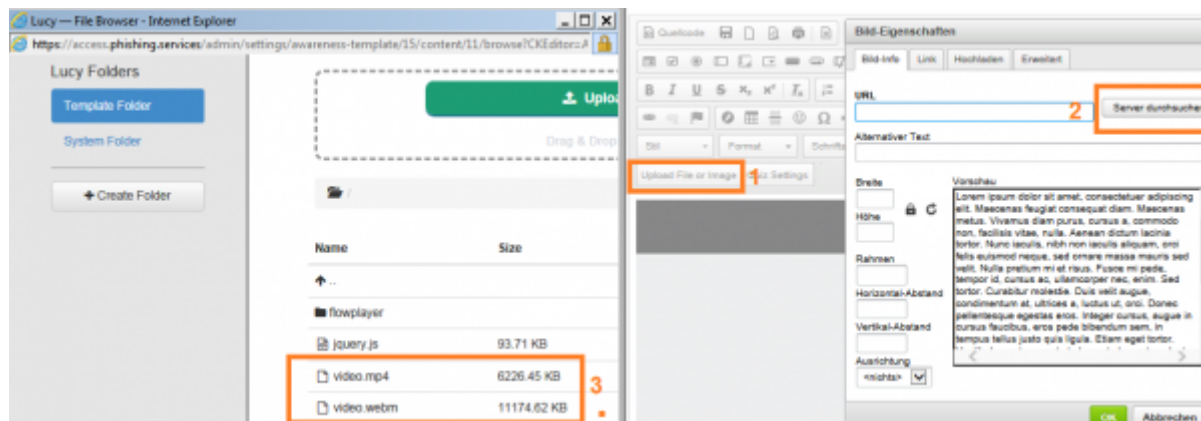 Lucy — File Browser - Internet Explorer
https://access.phishing.services/admin/settings/awareness-template/15/content/11/browse?CKEditor=A
Lucy Folders
Template Folder
System Folder
+ Create Folder
Uploa
Drag & Drop
/
Name Size
..
flowplayer
jquery.js 93.71 KB
video.mp4 6226.45 KB
video.webm 11174.62 KB
3
Quellcode
B I U S
Stil Format Schrifta
Upload File or Image 1 Quiz Settings
Bild-Eigenschaften
Bild-Info Link Hochladen Erweitert
URL
2 Server durchsuchen
Alternativer Text
Breite
Höhe
Rahmen
Horizontal-Abstand
Vertikal-Abstand
Ausrichtung
<nichts>
Vorschau
Lorem ipsum dolor sit amet, consectetuer adipiscing
elit. Maecenas feugiat consequat diam. Maecenas
metus. Vivamus diam purus, cursus a, commodo
non, facilisis vitae, nulla. Aenean dictum lacinia
tortor. Nunc iaculis, nibh non iaculis aliquam, orci
felis euismod neque, sed ornare massa mauris sed
velit. Nulla pretium mi et risus. Fusce mi pede,
tempor id, cursus ac, ullamcorper nec, enim. Sed
tortor. Curabitur molestie. Duis velit augue,
condimentum at, ultrices a, luctus ut, orci. Donec
pellentesque egestas eros. Integer cursus, augue in
cursus faucibus, eros pede bibendum sem, in
tempus tellus justo quis ligula. Etiam eget tortor.
OK Abbrechen